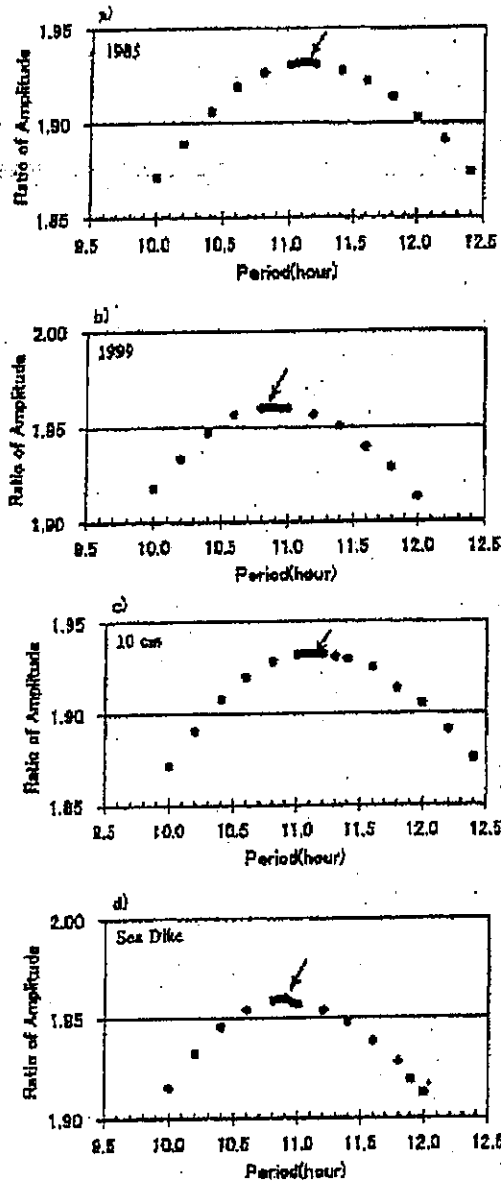 a)
1985
Ratio of Amplitude
1.95
1.90
1.85
9.5 10.0 10.5 11.0 11.5 12.0 12.5
Period(hour)
b)
1999
Ratio of Amplitude
2.00
1.95
1.90
9.5 10.0 10.5 11.0 11.5 12.0 12.5
Period(hour)
c)
10 cm
Ratio of Amplitude
1.95
1.90
1.85
9.5 10.0 10.5 11.0 11.5 12.0 12.5
Period(hour)
d)
Sea Dike
Ratio of Amplitude
2.00
1.95
1.90
9.5 10.0 10.5 11.0 11.5 12.0 12.5
Period(hour)